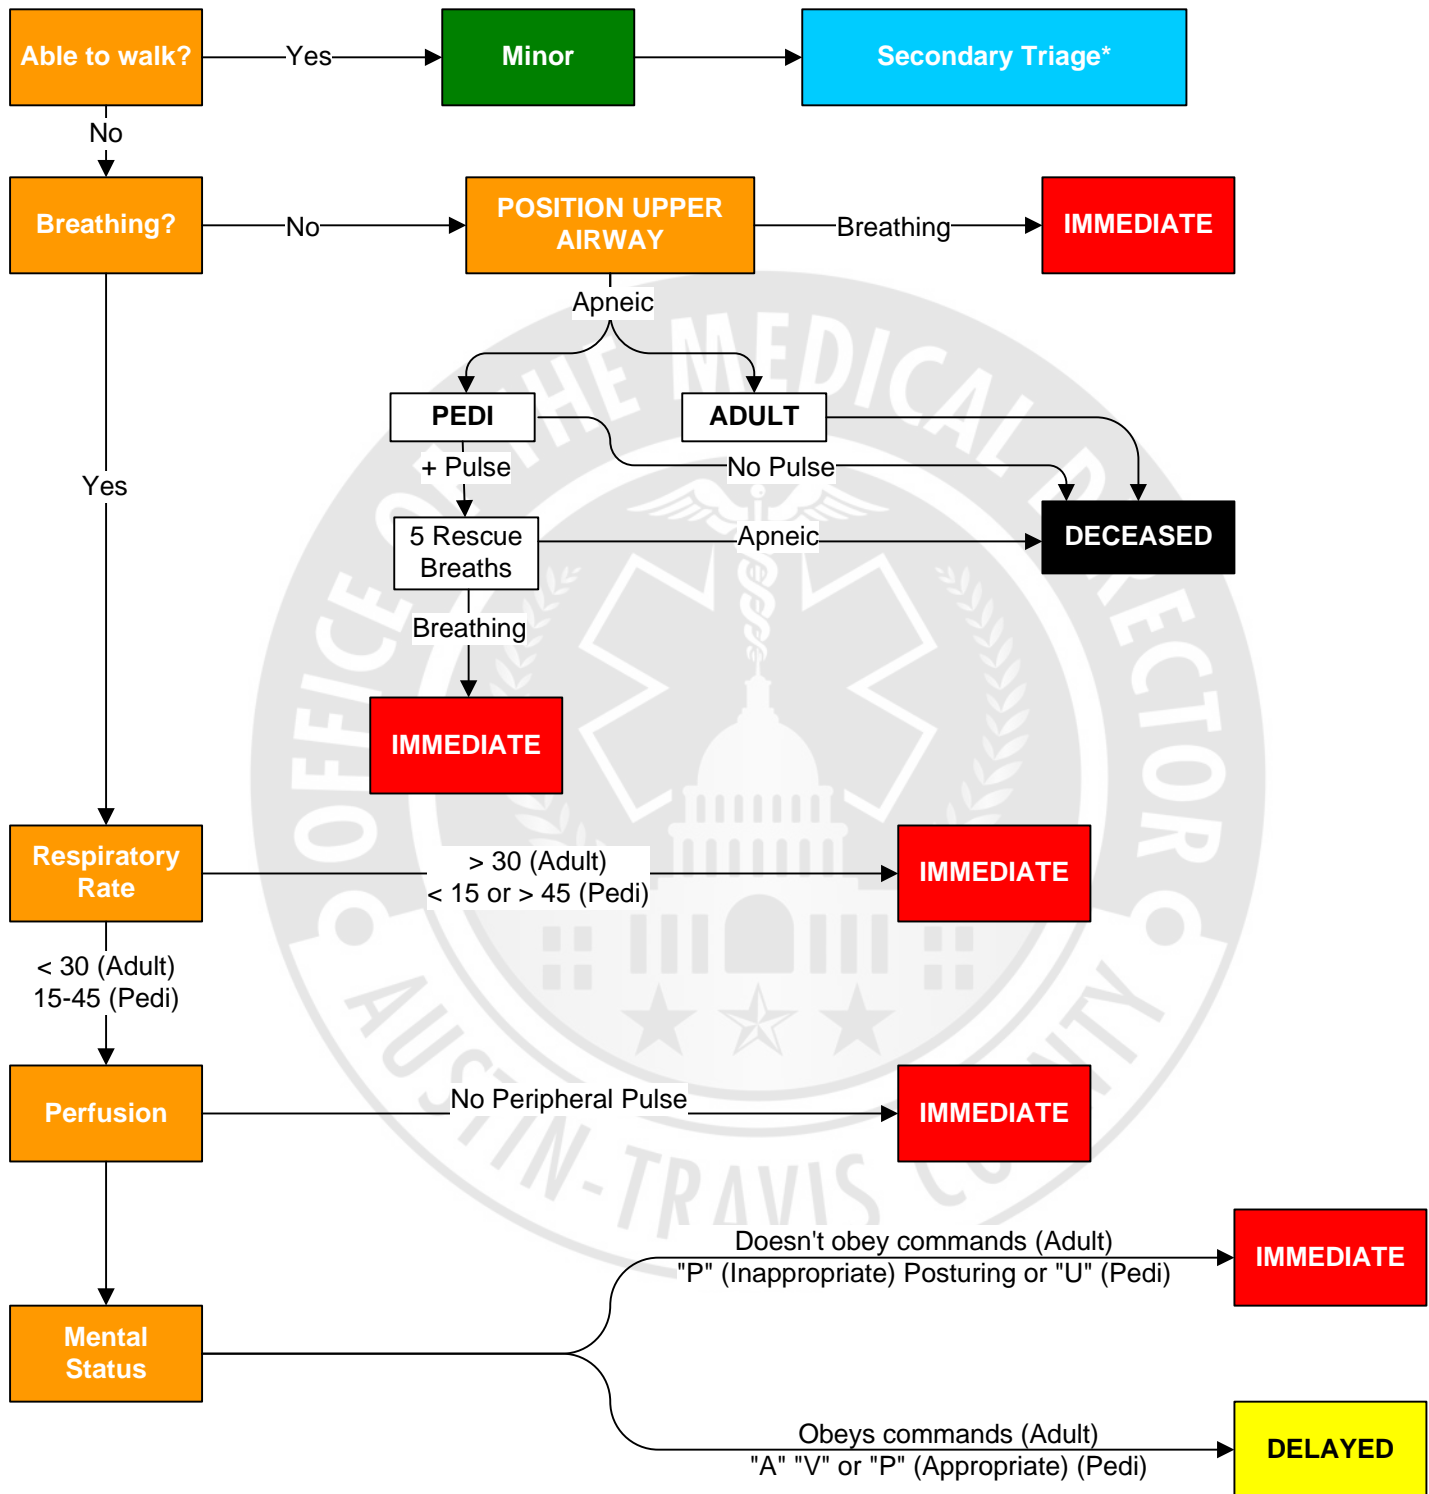 Able to walk?
Yes
Minor
Secondary Triage*
No
Breathing?
No
POSITION UPPER
AIRWAY
Breathing
IMMEDIATE
Apneic
PEDI
ADULT
+ Pulse
No Pulse
Yes
5 Rescue
Breaths
Apneic
DECEASED
Breathing
IMMEDIATE
Respiratory
Rate
> 30 (Adult)
< 15 or > 45 (Pedi)
IMMEDIATE
< 30 (Adult)
15-45 (Pedi)
Perfusion
No Peripheral Pulse
IMMEDIATE
Mental
Status
Doesn't obey commands (Adult)
"P" (Inappropriate) Posturing or "U" (Pedi)
IMMEDIATE
Obeys commands (Adult)
"A" "V" or "P" (Appropriate) (Pedi)
DELAYED
OFFICE OF THE MEDICAL DIRECTOR
AUSTIN-TRAVIS COUNTY